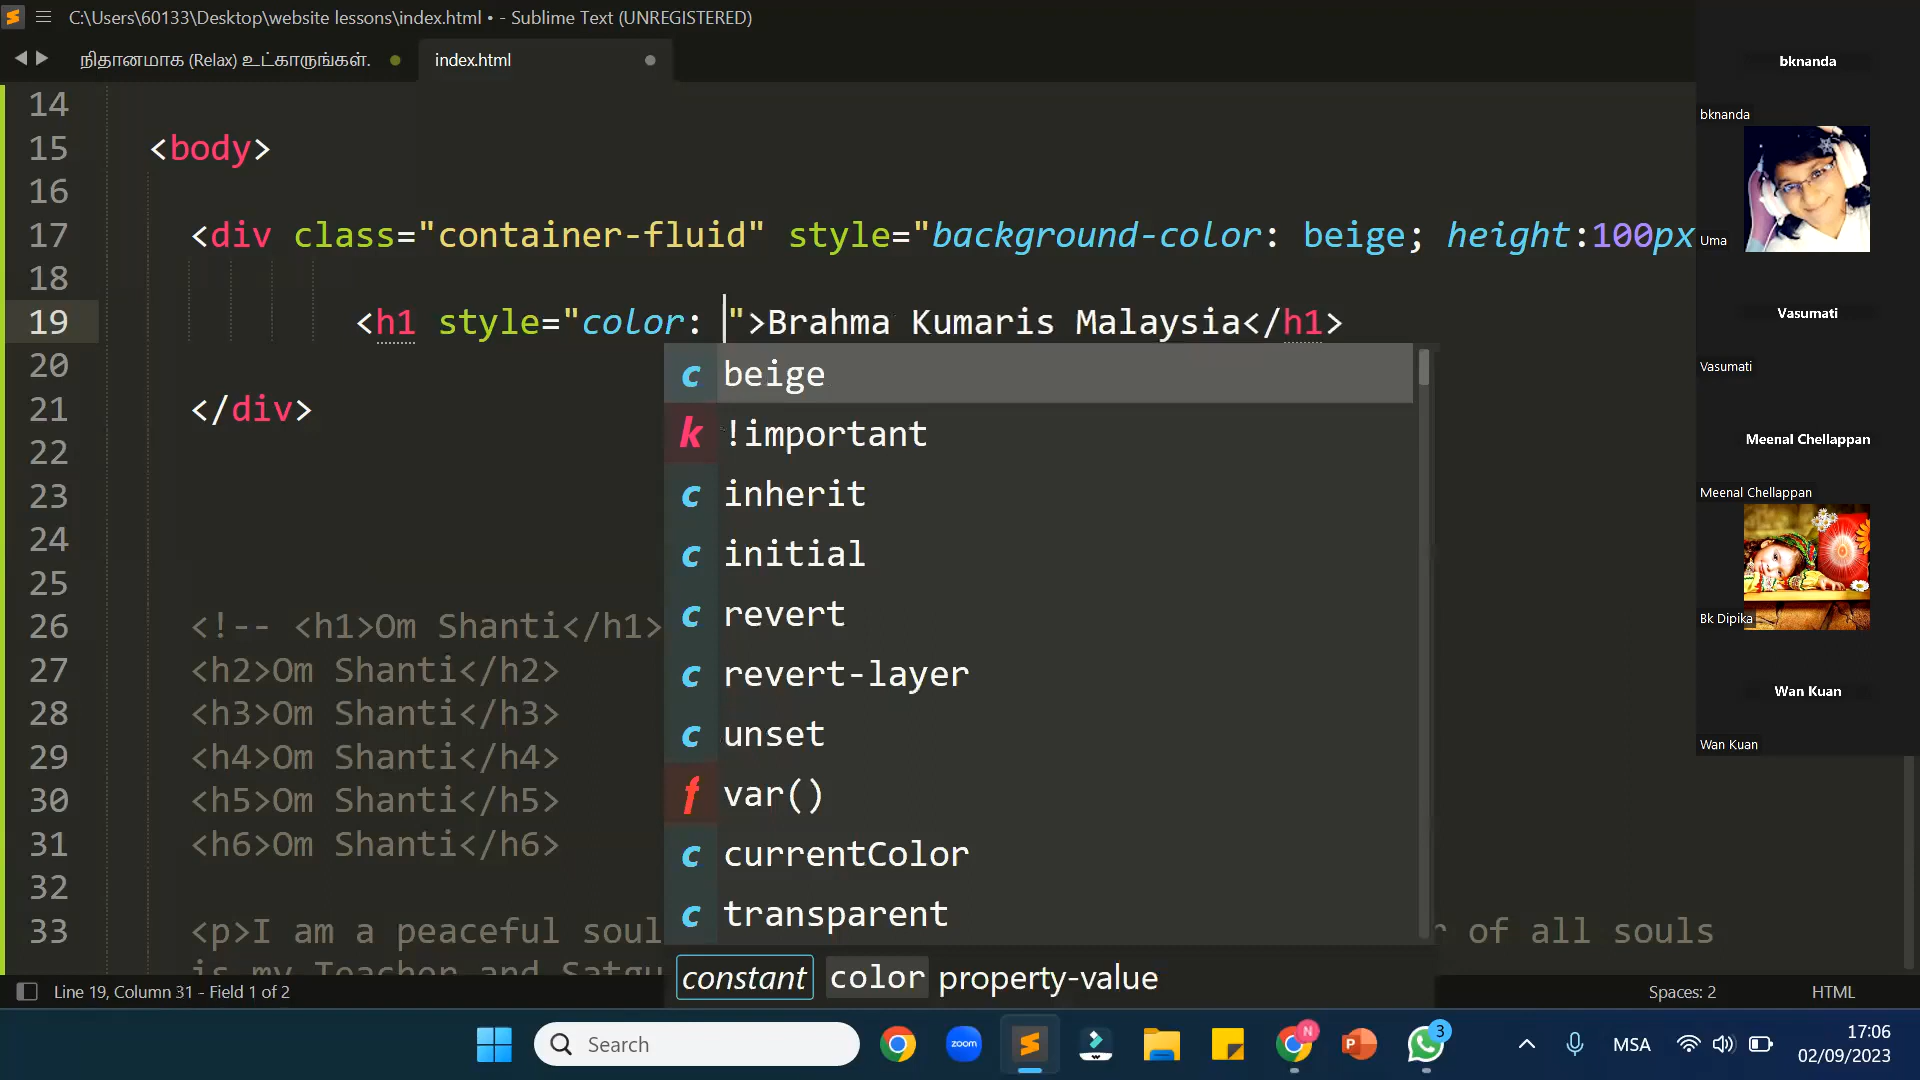 C:\Users\60133\Desktop\website lessons\index.html • - Sublime Text (UNREGISTERED)
நிதானமாக (Relax) உட்காருங்கள்.
index.html
14
15 <body>
16
17 <div class="container-fluid" style="background-color: beige; height:100px
18
19 <h1 style="color: ">Brahma Kumaris Malaysia</h1>
20
21 </div>
22
23
24
25
26 <!-- <h1>Om Shanti</h1>
27 <h2>Om Shanti</h2>
28 <h3>Om Shanti</h3>
29 <h4>Om Shanti</h4>
30 <h5>Om Shanti</h5>
31 <h6>Om Shanti</h6>
32
33 <p>I am a peaceful soul r of all souls
is my Teacher and Satgu
c beige
k !important
c inherit
c initial
c revert
c revert-layer
c unset
f var()
c currentColor
c transparent
constant color property-value
Line 19, Column 31 - Field 1 of 2
Spaces: 2
HTML
bknanda
bknanda
Uma
Vasumati
Vasumati
Meenal Chellappan
Meenal Chellappan
Bk Dipika
Wan Kuan
Wan Kuan
Search
zoom
N
P
3
MSA
17:06
02/09/2023